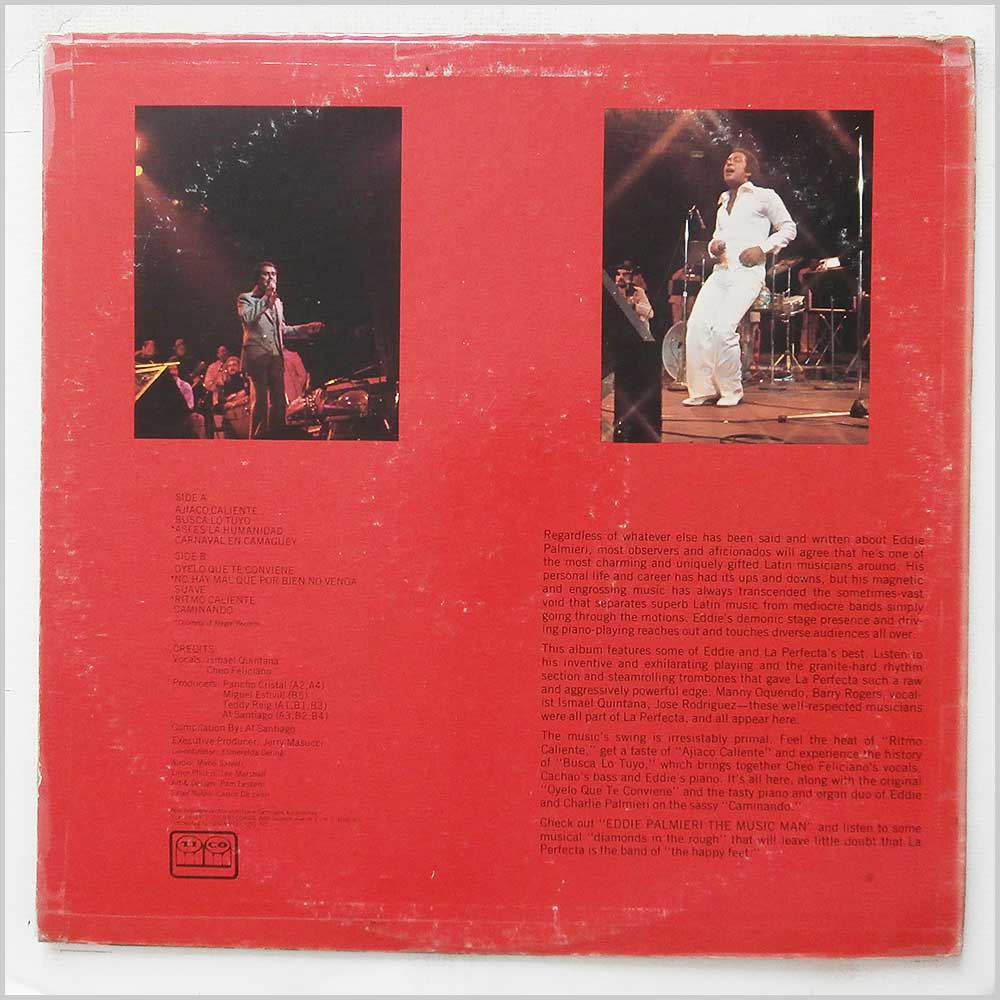 SIDE A
AJIACO CALIENTE
BUSCA LO TUYO
*ASI ES LA HUMANIDAD
CARNAVAL EN CAMAGUEY
SIDE B
OYELO QUE TE CONVIENE
*NO HAY MAL QUE POR BIEN NO VENGA
SUAVE
*RITMO CALIENTE
CAMINANDO
*Courtesy of Alegre Records
CREDITS:
Vocals: Ismael Quintana
Cheo Feliciano
Producers: Pancho Cristal (A2,A4)
Miguel Estivill (B5)
Teddy Reig (A1,B1,B3)
Al Santiago (A3,B2,B4)
Compilation By: Al Santiago
Executive Producer: Jerry Masucci
Art & Design:
TICO
Regardless of whatever else has been said and written about Eddie
Palmieri, most observers and aficionados will agree that he's one of
the most charming and uniquely gifted Latin musicians around. His
personal life and career has had its ups and downs, but his magnetic
and engrossing music has always transcended the sometimes-vast
void that separates superb Latin music from mediocre bands simply
going through the motions. Eddie's demonic stage presence and driv-
ing piano-playing reaches out and touches diverse audiences all over.
This album features some of Eddie and La Perfecta's best. Listen to
his inventive and exhilarating playing and the granite-hard rhythm
section and steamrolling trombones that gave La Perfecta such a raw
and aggressively powerful edge. Manny Oquendo, Barry Rogers, vocal-
ist Ismael Quintana, Jose Rodriguez—these well-respected musicians
were all part of La Perfecta, and all appear here.
The music's swing is irresistably primal. Feel the heat of "Ritmo
Caliente," get a taste of "Ajiaco Caliente" and experience the history
of "Busca Lo Tuyo," which brings together Cheo Feliciano's vocals,
Cachao's bass and Eddie's piano. It's all here, along with the original
"Oyelo Que Te Conviene" and the tasty piano and organ duo of Eddie
and Charlie Palmieri on the sassy "Caminando."
Check out "EDDIE PALMIERI THE MUSIC MAN" and listen to some
musical "diamonds in the rough" that will leave little doubt that La
Perfecta is the band of "the happy feet."